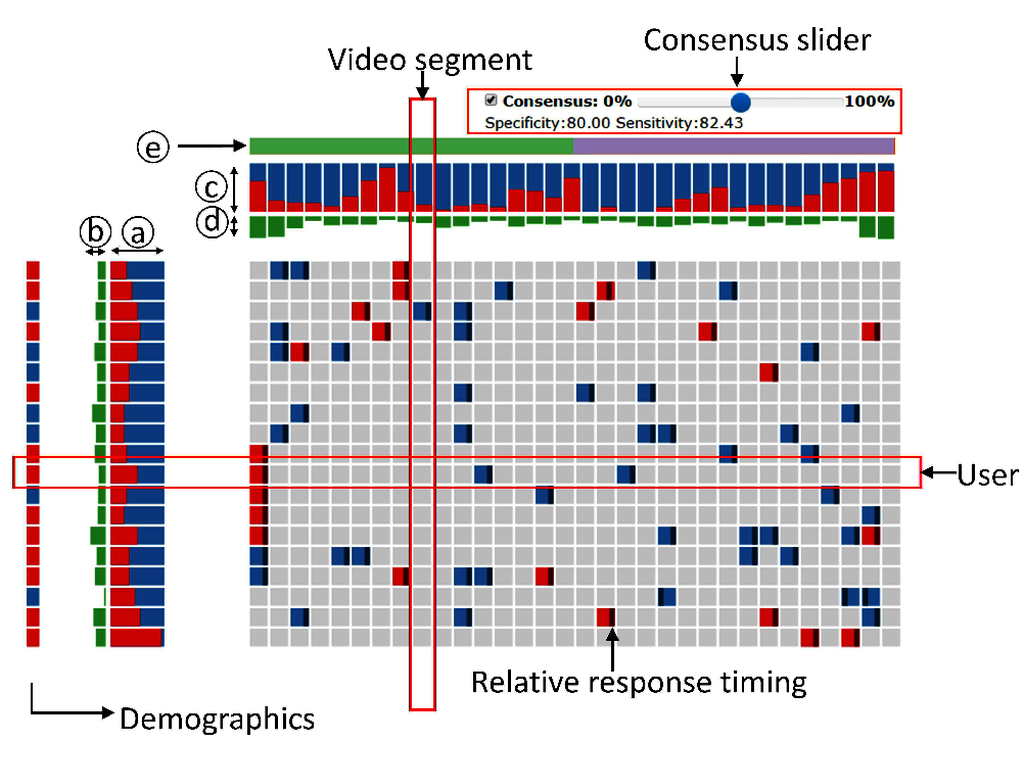 Consensus slider
Video segment
Consensus: 0% 100%
Specificity:80.00 Sensitivity:82.43
e
c
d
b a
User
Relative response timing
Demographics